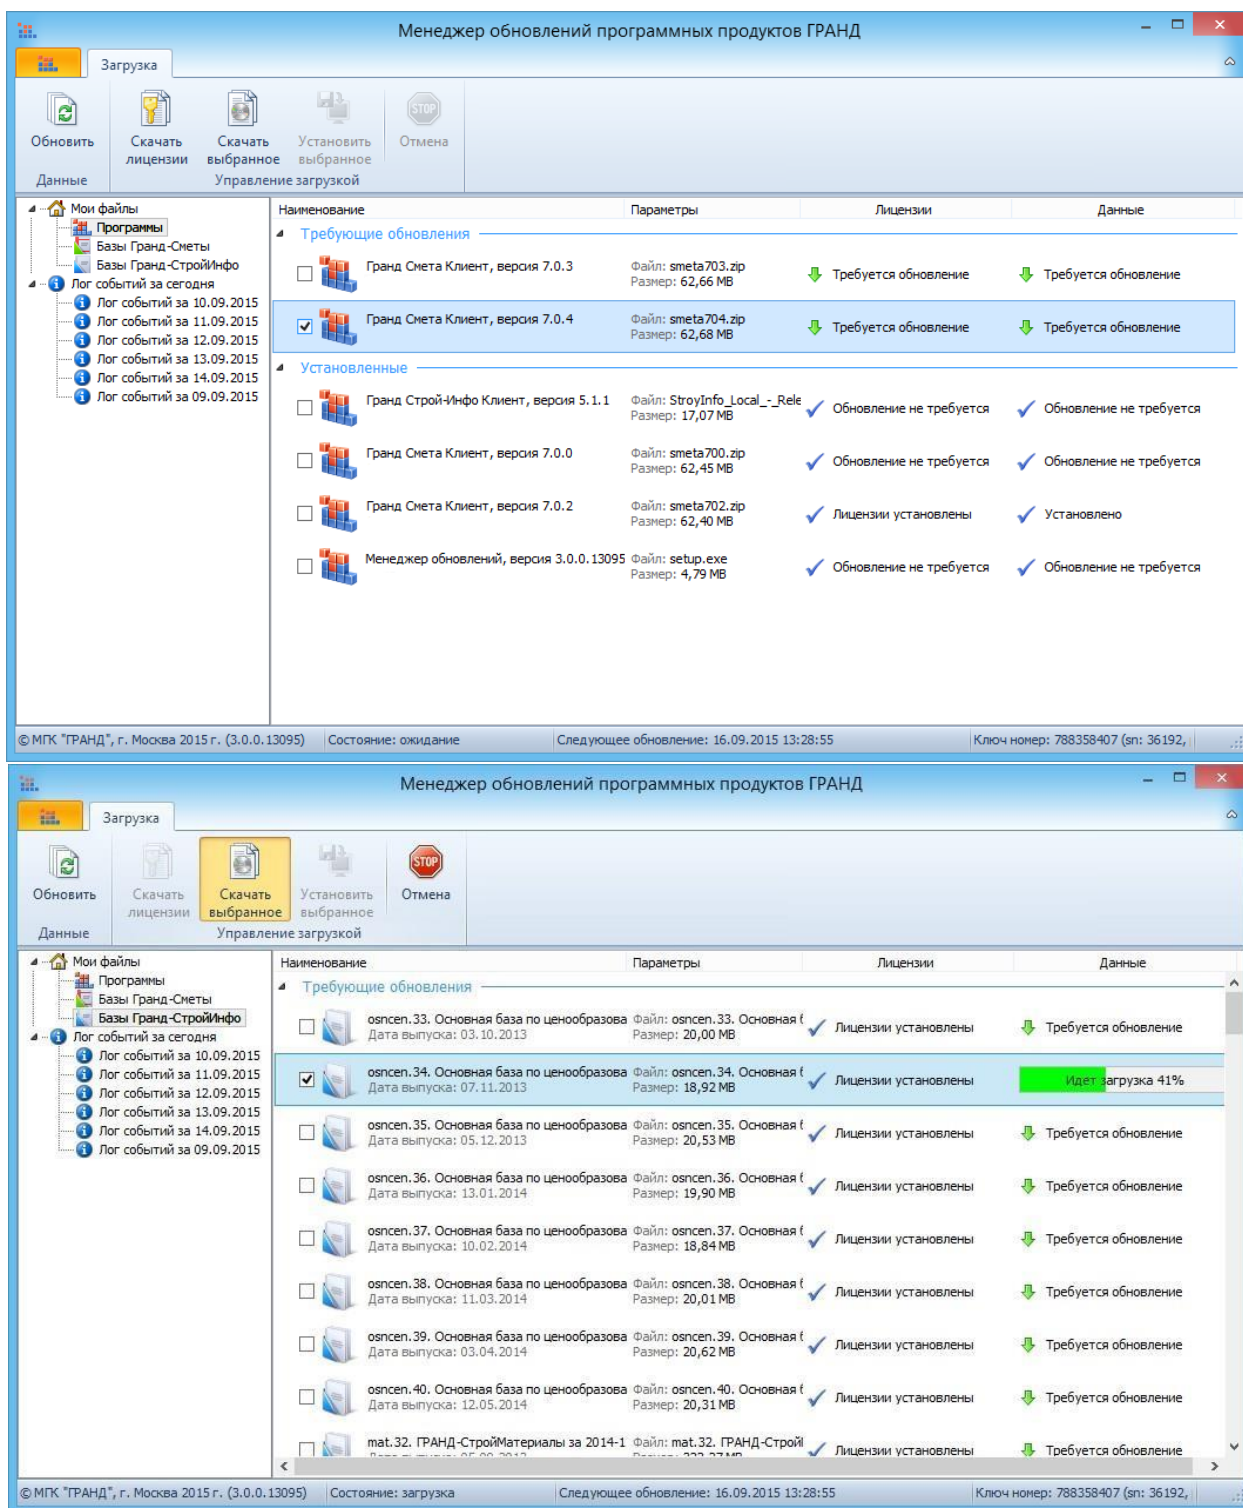 Менеджер обновлений программных продуктов ГРАНД
Загрузка
Обновить
Скачать лицензии
Скачать выбранное
Установить выбранное
STOP
Отмена
Данные
Управление загрузкой
Мои файлы
Программы
Базы Гранд-Сметы
Базы Гранд-СтройИнфо
Лог событий за сегодня
Лог событий за 10.09.2015
Лог событий за 11.09.2015
Лог событий за 12.09.2015
Лог событий за 13.09.2015
Лог событий за 14.09.2015
Лог событий за 09.09.2015
Наименование Параметры Лицензии Данные
Требующие обновления
Гранд Смета Клиент, версия 7.0.3 Файл: smeta703.zip
Размер: 62,66 MB
Требуется обновление Требуется обновление
Гранд Смета Клиент, версия 7.0.4 Файл: smeta704.zip
Размер: 62,68 MB
Требуется обновление Требуется обновление
Установленные
Гранд Строй-Инфо Клиент, версия 5.1.1 Файл: StroyInfo_Local_-_Rele
Размер: 17,07 MB
Обновление не требуется Обновление не требуется
Гранд Смета Клиент, версия 7.0.0 Файл: smeta700.zip
Размер: 62,45 MB
Обновление не требуется Обновление не требуется
Гранд Смета Клиент, версия 7.0.2 Файл: smeta702.zip
Размер: 62,40 MB
Лицензии установлены Установлено
Менеджер обновлений, версия 3.0.0.13095 Файл: setup.exe
Размер: 4,79 MB
Обновление не требуется Обновление не требуется
© МГК "ГРАНД", г. Москва 2015 г. (3.0.0.13095) Состояние: ожидание Следующее обновление: 16.09.2015 13:28:55 Ключ номер: 788358407 (sn: 36192,
Менеджер обновлений программных продуктов ГРАНД
Загрузка
Обновить
Скачать лицензии
Скачать выбранное
Установить выбранное
STOP
Отмена
Данные
Управление загрузкой
Мои файлы
Программы
Базы Гранд-Сметы
Базы Гранд-СтройИнфо
Лог событий за сегодня
Лог событий за 10.09.2015
Лог событий за 11.09.2015
Лог событий за 12.09.2015
Лог событий за 13.09.2015
Лог событий за 14.09.2015
Лог событий за 09.09.2015
Наименование Параметры Лицензии Данные
Требующие обновления
osncen.33. Основная база по ценообразова Файл: osncen.33. Основная
Дата выпуска: 03.10.2013 Размер: 20,00 MB
Лицензии установлены Требуется обновление
osncen.34. Основная база по ценообразова Файл: osncen.34. Основная
Дата выпуска: 07.11.2013 Размер: 18,92 MB
Лицензии установлены Идет загрузка 41%
osncen.35. Основная база по ценообразова Файл: osncen.35. Основная
Дата выпуска: 05.12.2013 Размер: 20,53 MB
Лицензии установлены Требуется обновление
osncen.36. Основная база по ценообразова Файл: osncen.36. Основная
Дата выпуска: 13.01.2014 Размер: 19,90 MB
Лицензии установлены Требуется обновление
osncen.37. Основная база по ценообразова Файл: osncen.37. Основная
Дата выпуска: 10.02.2014 Размер: 18,84 MB
Лицензии установлены Требуется обновление
osncen.38. Основная база по ценообразова Файл: osncen.38. Основная
Дата выпуска: 11.03.2014 Размер: 20,01 MB
Лицензии установлены Требуется обновление
osncen.39. Основная база по ценообразова Файл: osncen.39. Основная
Дата выпуска: 03.04.2014 Размер: 20,62 MB
Лицензии установлены Требуется обновление
osncen.40. Основная база по ценообразова Файл: osncen.40. Основная
Дата выпуска: 12.05.2014 Размер: 20,31 MB
Лицензии установлены Требуется обновление
mat.32. ГРАНД-СтройМатериалы за 2014-1 Файл: mat.32. ГРАНД-Строй
Лицензии установлены Требуется обновление
© МГК "ГРАНД", г. Москва 2015 г. (3.0.0.13095) Состояние: загрузка Следующее обновление: 16.09.2015 13:28:55 Ключ номер: 788358407 (sn: 36192,